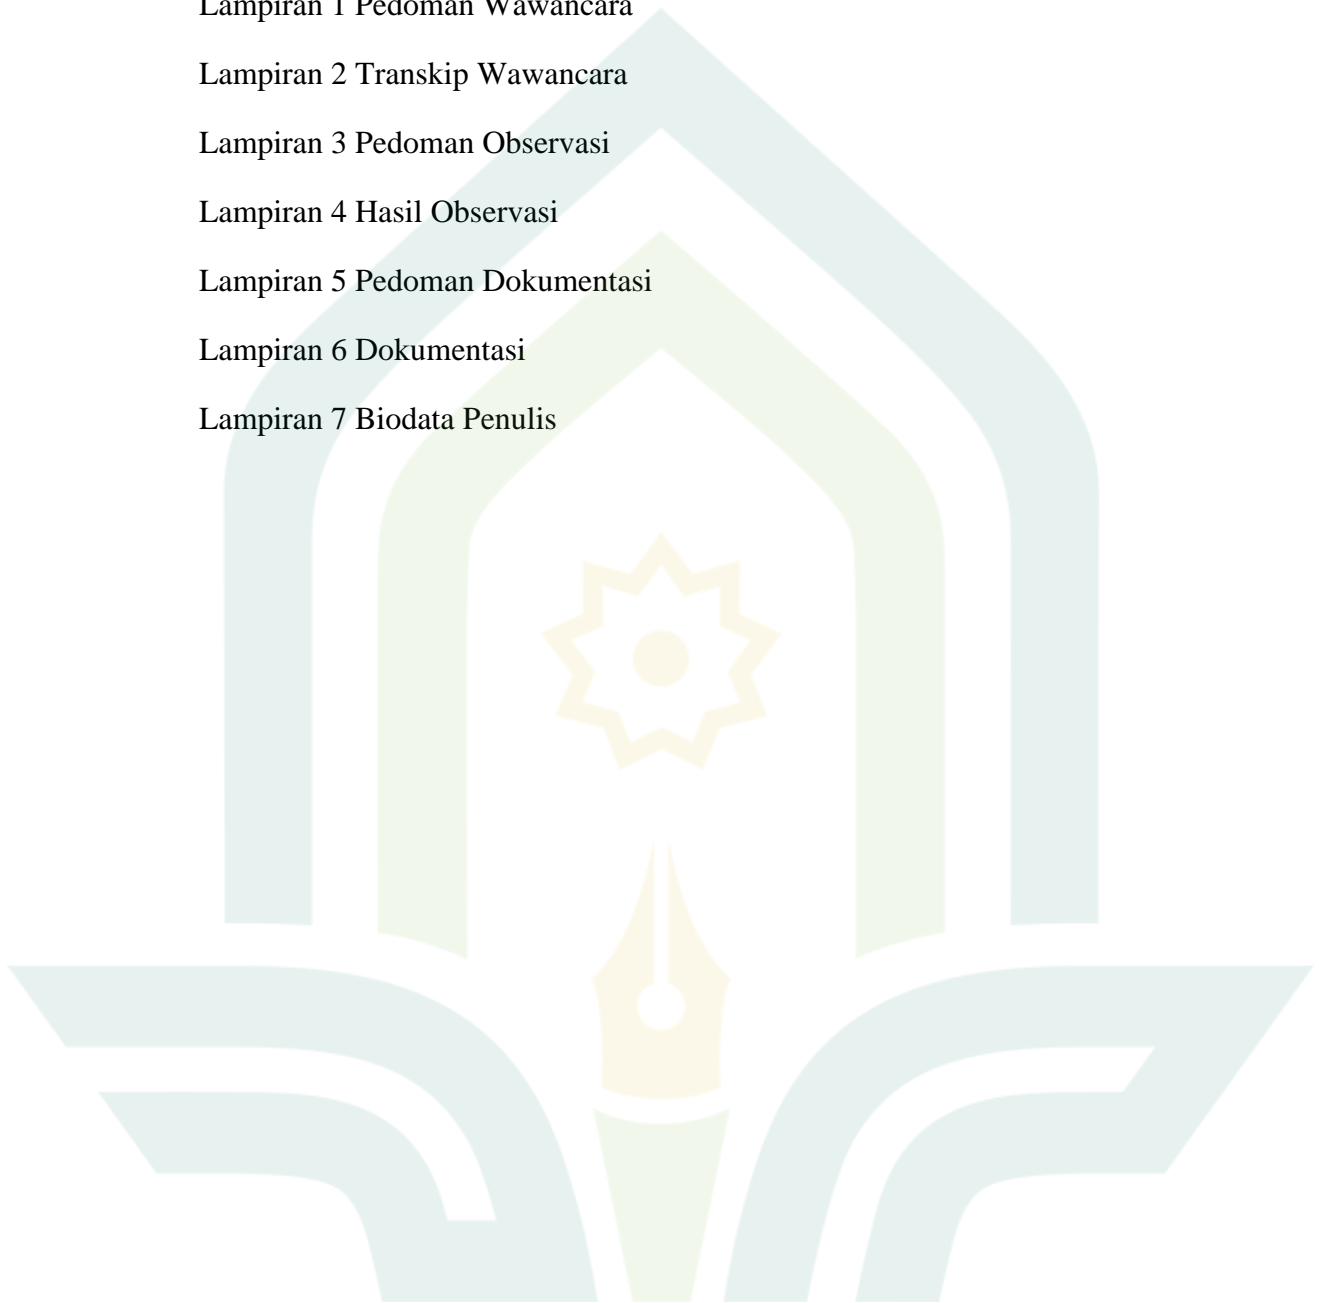 Lampiran 1 Pedoman Wawancara
Lampiran 2 Transkip Wawancara
Lampiran 3 Pedoman Observasi
Lampiran 4 Hasil Observasi
Lampiran 5 Pedoman Dokumentasi
Lampiran 6 Dokumentasi
Lampiran 7 Biodata Penulis